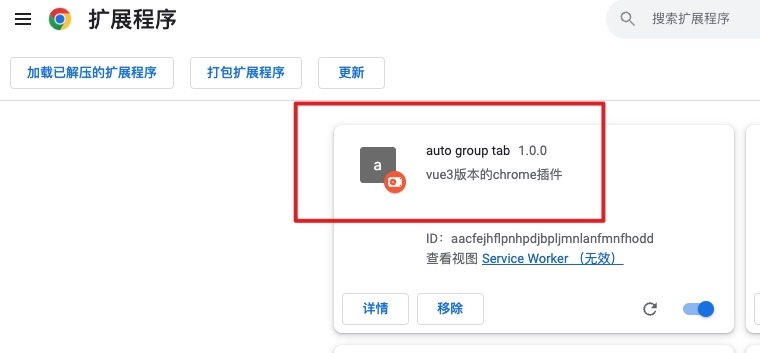 扩展程序
搜索扩展程序
加载已解压的扩展程序 打包扩展程序 更新
a
auto group tab 1.0.0
vue3版本的chrome插件
ID：aacfejhflpnhpdjbpljmnlanfmnfhodd
查看视图 Service Worker （无效）
详情 移除